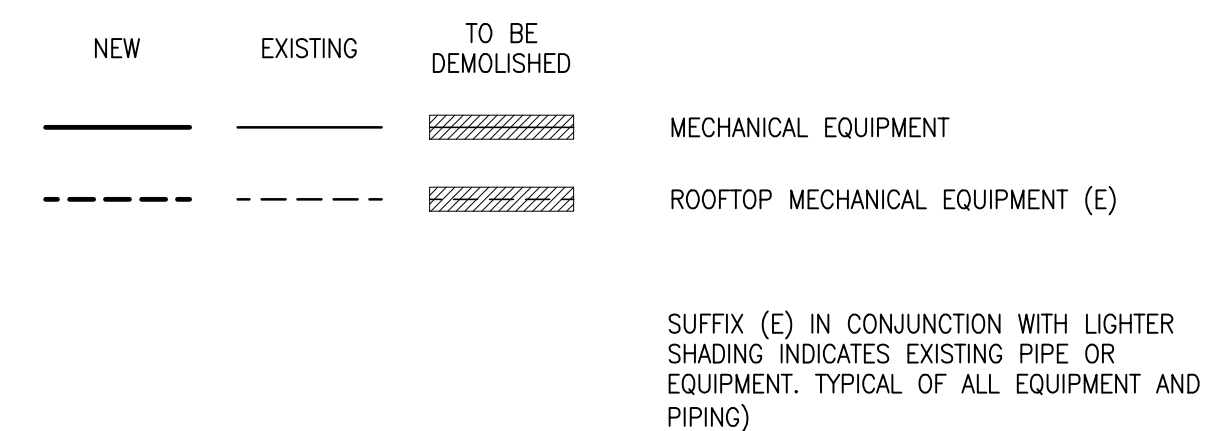 NEW
EXISTING
TO BE
DEMOLISHED
MECHANICAL EQUIPMENT
ROOFTOP MECHANICAL EQUIPMENT (E)
SUFFIX (E) IN CONJUNCTION WITH LIGHTER
SHADING INDICATES EXISTING PIPE OR
EQUIPMENT. TYPICAL OF ALL EQUIPMENT AND
PIPING)